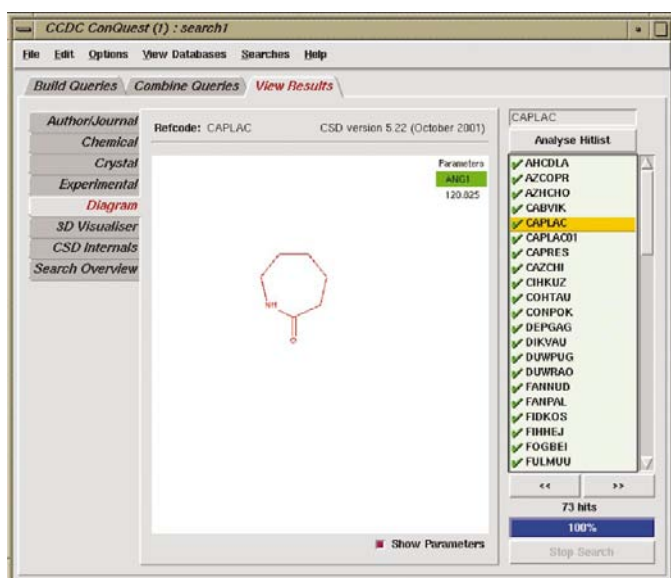 CCDC ConQuest (1) : search1
File Edit Options View Databases Searches Help
Build Queries Combine Queries View Results
Author/Journal
Chemical
Crystal
Experimental
Diagram
3D Visualiser
CSD Internals
Search Overview
Refcode: CAPLAC CSD version 5.22 (October 2001)
Parameters
ANG1
120.825
NH
O
Show Parameters
CAPLAC
Analyse Hitlist
AHCDLA
AZCOPR
AZHCHO
CABVIK
CAPLAC
CAPLAC01
CAPRES
CAZCHI
CIHKUZ
COHTAU
CONPOK
DEPGAG
DIKVAU
DUWPUG
DUWRAO
FANNUD
FANPAL
FIDKOS
FIHHEJ
FOGBEI
FULMUU
<< >>
73 hits
100%
Stop Search